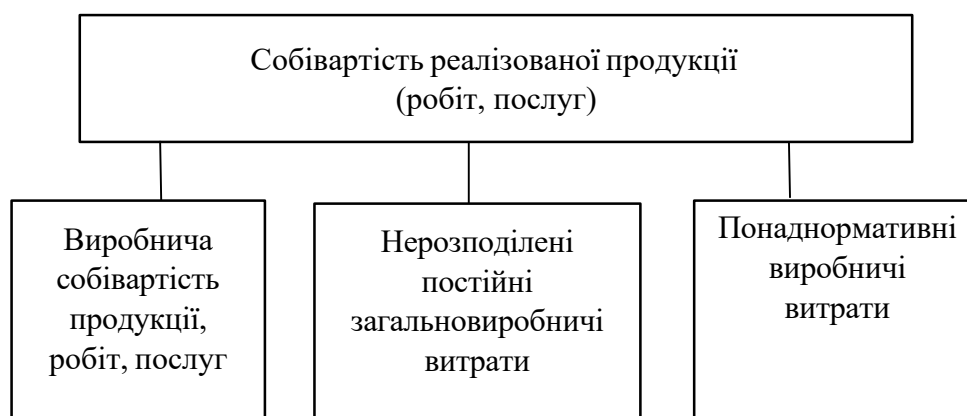 Собівартість реалізованої продукції
(робіт, послуг)
Виробнича
собівартість
продукції,
робіт, послуг
Нерозподілені
постійні
загальновиробничі
витрати
Понаднормативні
виробничі
витрати